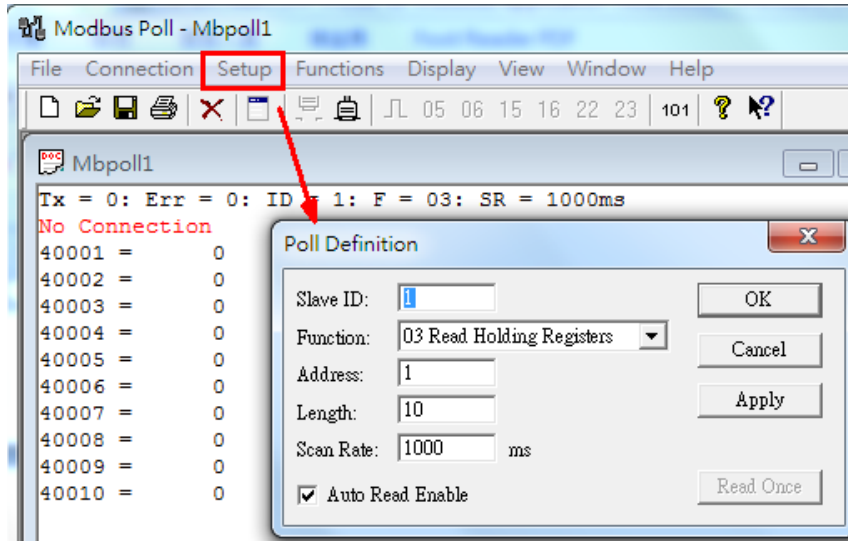 Modbus Poll - Mbpoll1
File Connection Setup Functions Display View Window Help
05 06 15 16 22 23 101
Mbpoll1
Tx = 0: Err = 0: ID = 1: F = 03: SR = 1000ms
No Connection
40001 = 0
40002 = 0
40003 = 0
40004 = 0
40005 = 0
40006 = 0
40007 = 0
40008 = 0
40009 = 0
40010 = 0
Poll Definition
Slave ID: 1
OK
Function: 03 Read Holding Registers
Cancel
Address: 1
Apply
Length: 10
Scan Rate: 1000 ms
Auto Read Enable
Read Once